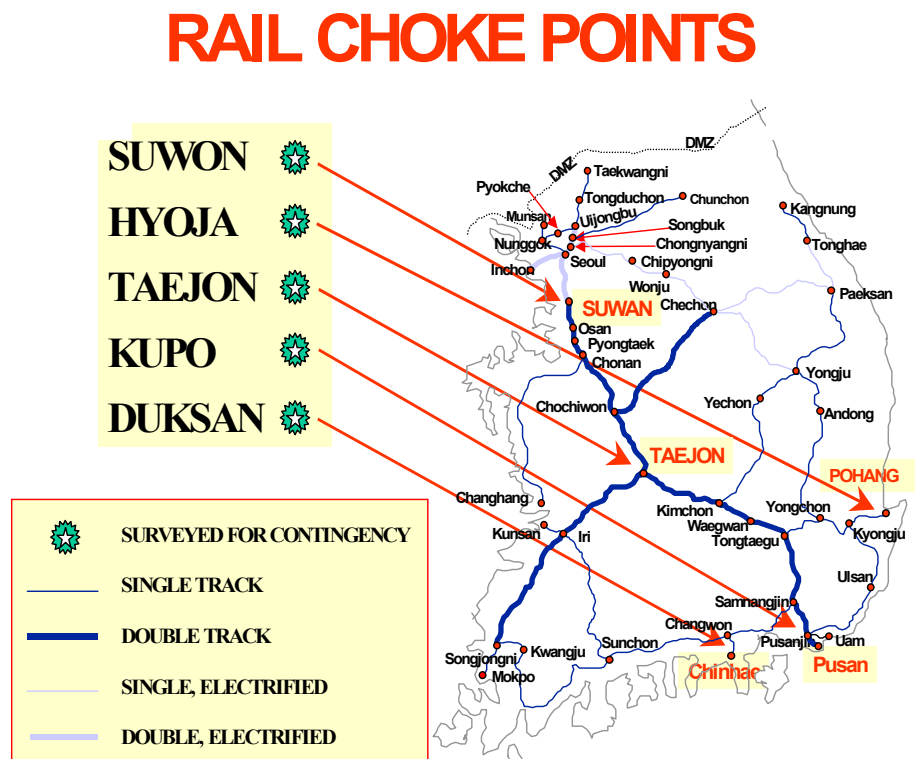 RAIL CHOKE POINTS
SUWON
HYOJA
TAEJON
KUPO
DUKSAN
SURVEYED FOR CONTINGENCY
SINGLE TRACK
DOUBLE TRACK
SINGLE, ELECTRIFIED
DOUBLE, ELECTRIFIED
DMZ
DMZ
Taekwangni
Pyokche
Tongduchon
Chunchon
Munsan
Uijongbu
Songbuk
Kangnung
Nunggok
Chongnyangni
Tonghae
Seoul
Chipyongni
Inchon
Wonju
Paeksan
SUWAN
Chechon
Osan
Pyongtaek
Chonan
Yongju
Yechon
Chochiwon
Andong
TAEJON
POHANG
Changhang
Kimchon
Yongchon
Kunsan
Waegwan
Kyongju
Iri
Tongtaegu
Ulsan
Samnangjin
Changwon
Songjongni
Kwangju
Sunchon
Pusanjin
Uam
Mokpo
Chinhae
Pusan